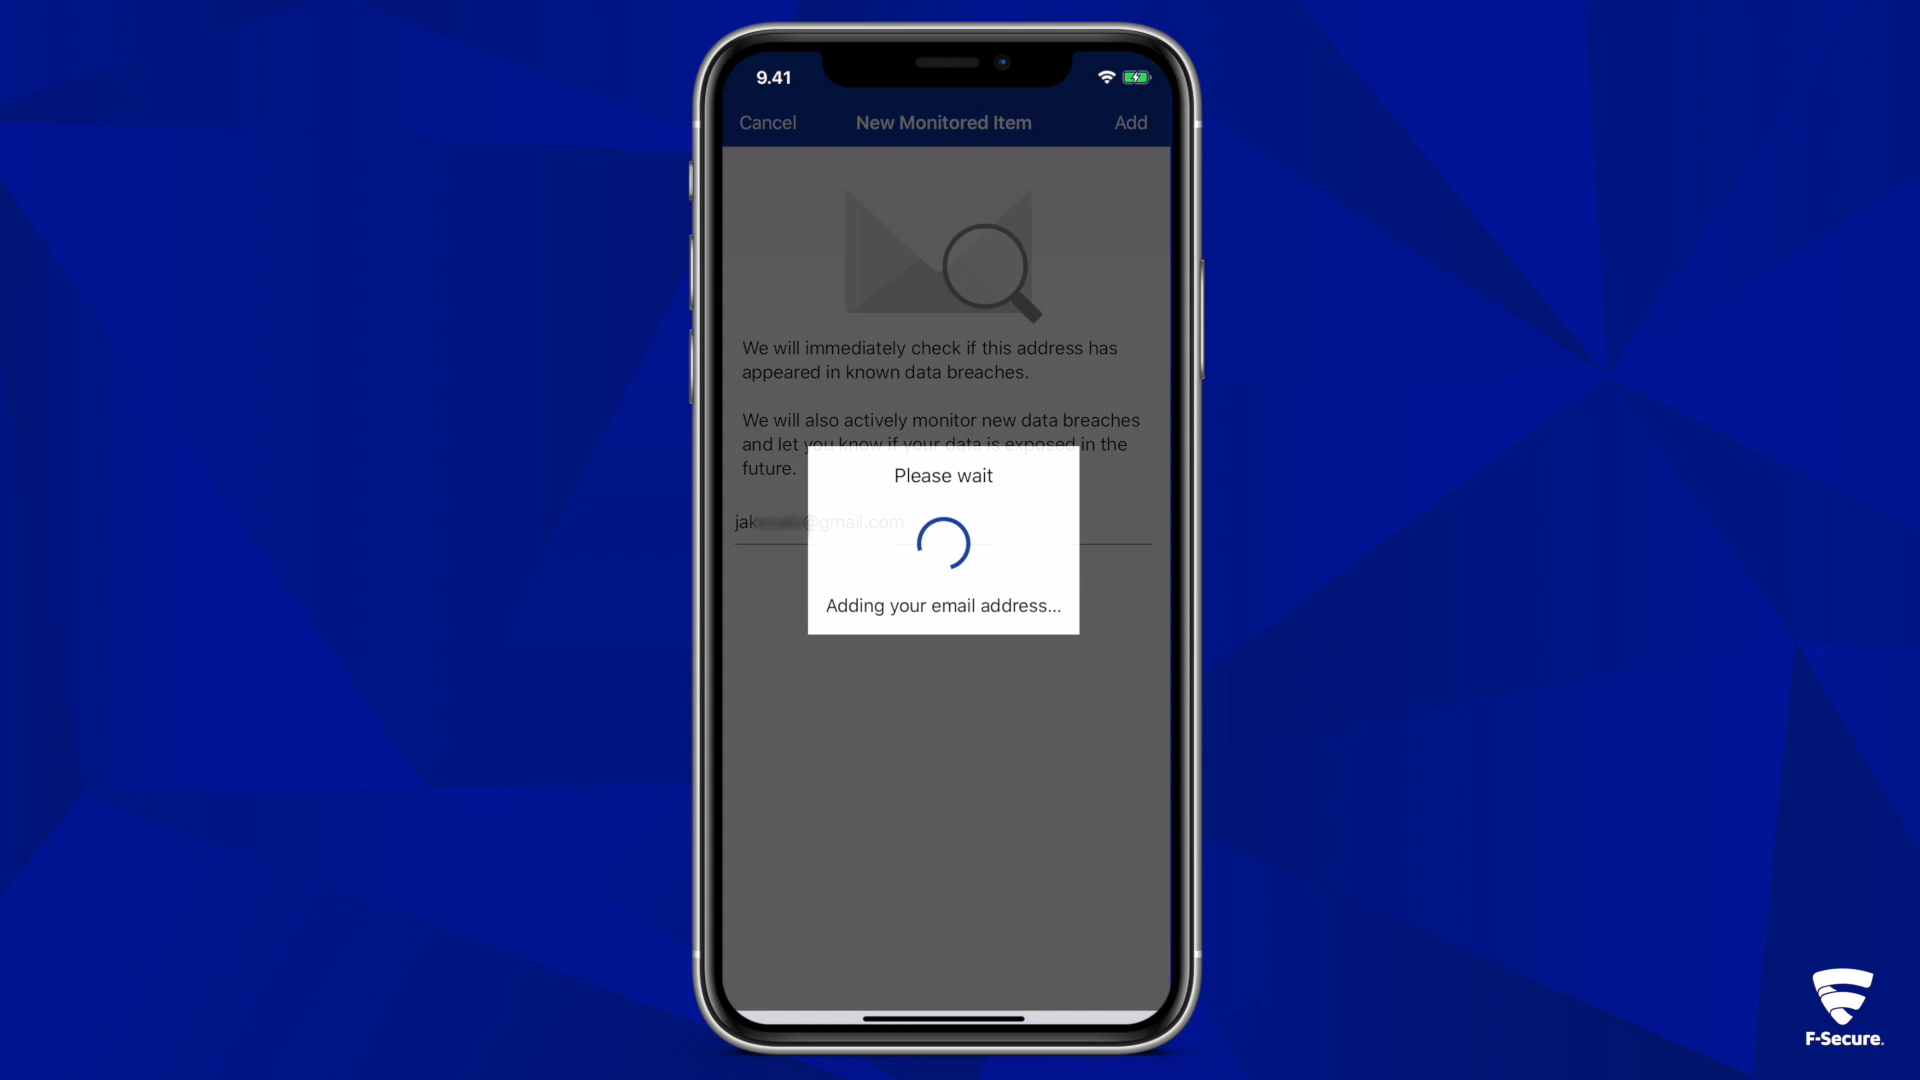 9.41
Cancel New Monitored Item Add
We will immediately check if this address has
appeared in known data breaches.
We will also actively monitor new data breaches
and let you know if your data is exposed in the
future.
Please wait
@gmail.com
Adding your email address...
F-Secure.